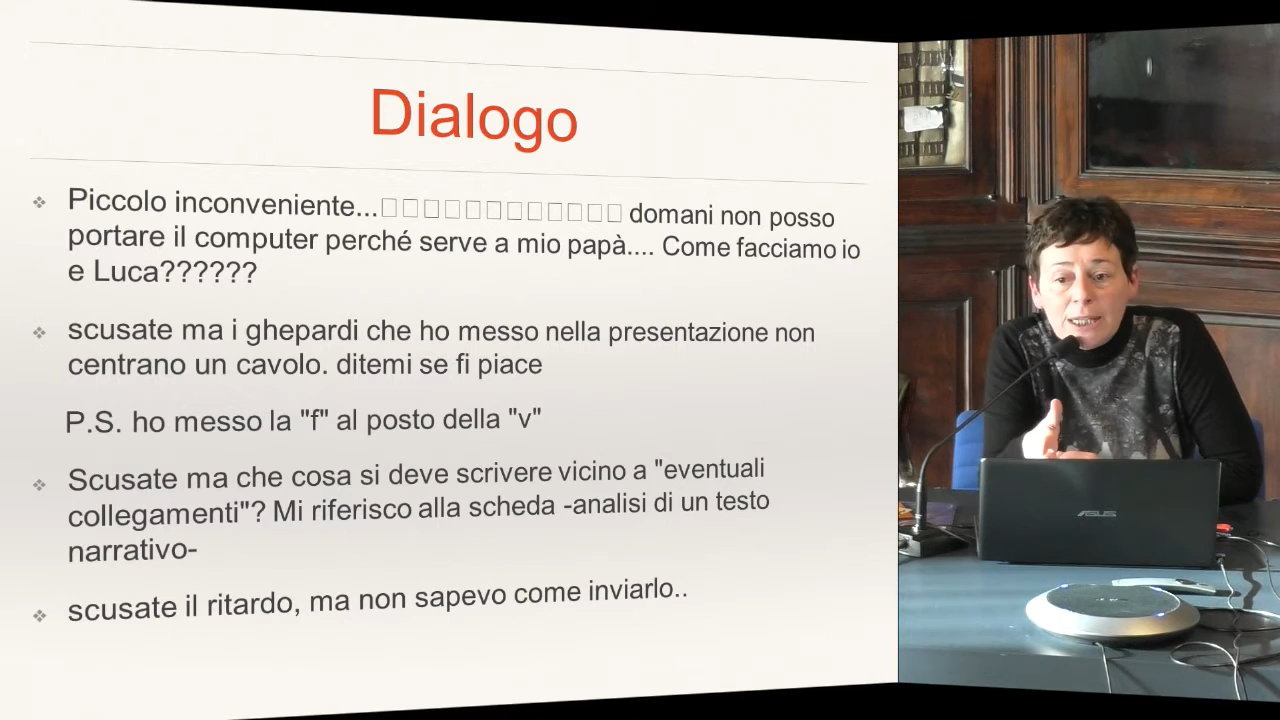 Dialogo
Piccolo inconveniente...□□□□□□□□□□□□ domani non posso
portare il computer perché serve a mio papà.... Come facciamo io
e Luca??????
scusate ma i ghepardi che ho messo nella presentazione non
centrano un cavolo. ditemi se fi piace
P.S. ho messo la "f" al posto della "v"
Scusate ma che cosa si deve scrivere vicino a "eventuali
collegamenti"? Mi riferisco alla scheda -analisi di un testo
narrativo-
scusate il ritardo, ma non sapevo come inviarlo..
ASUS